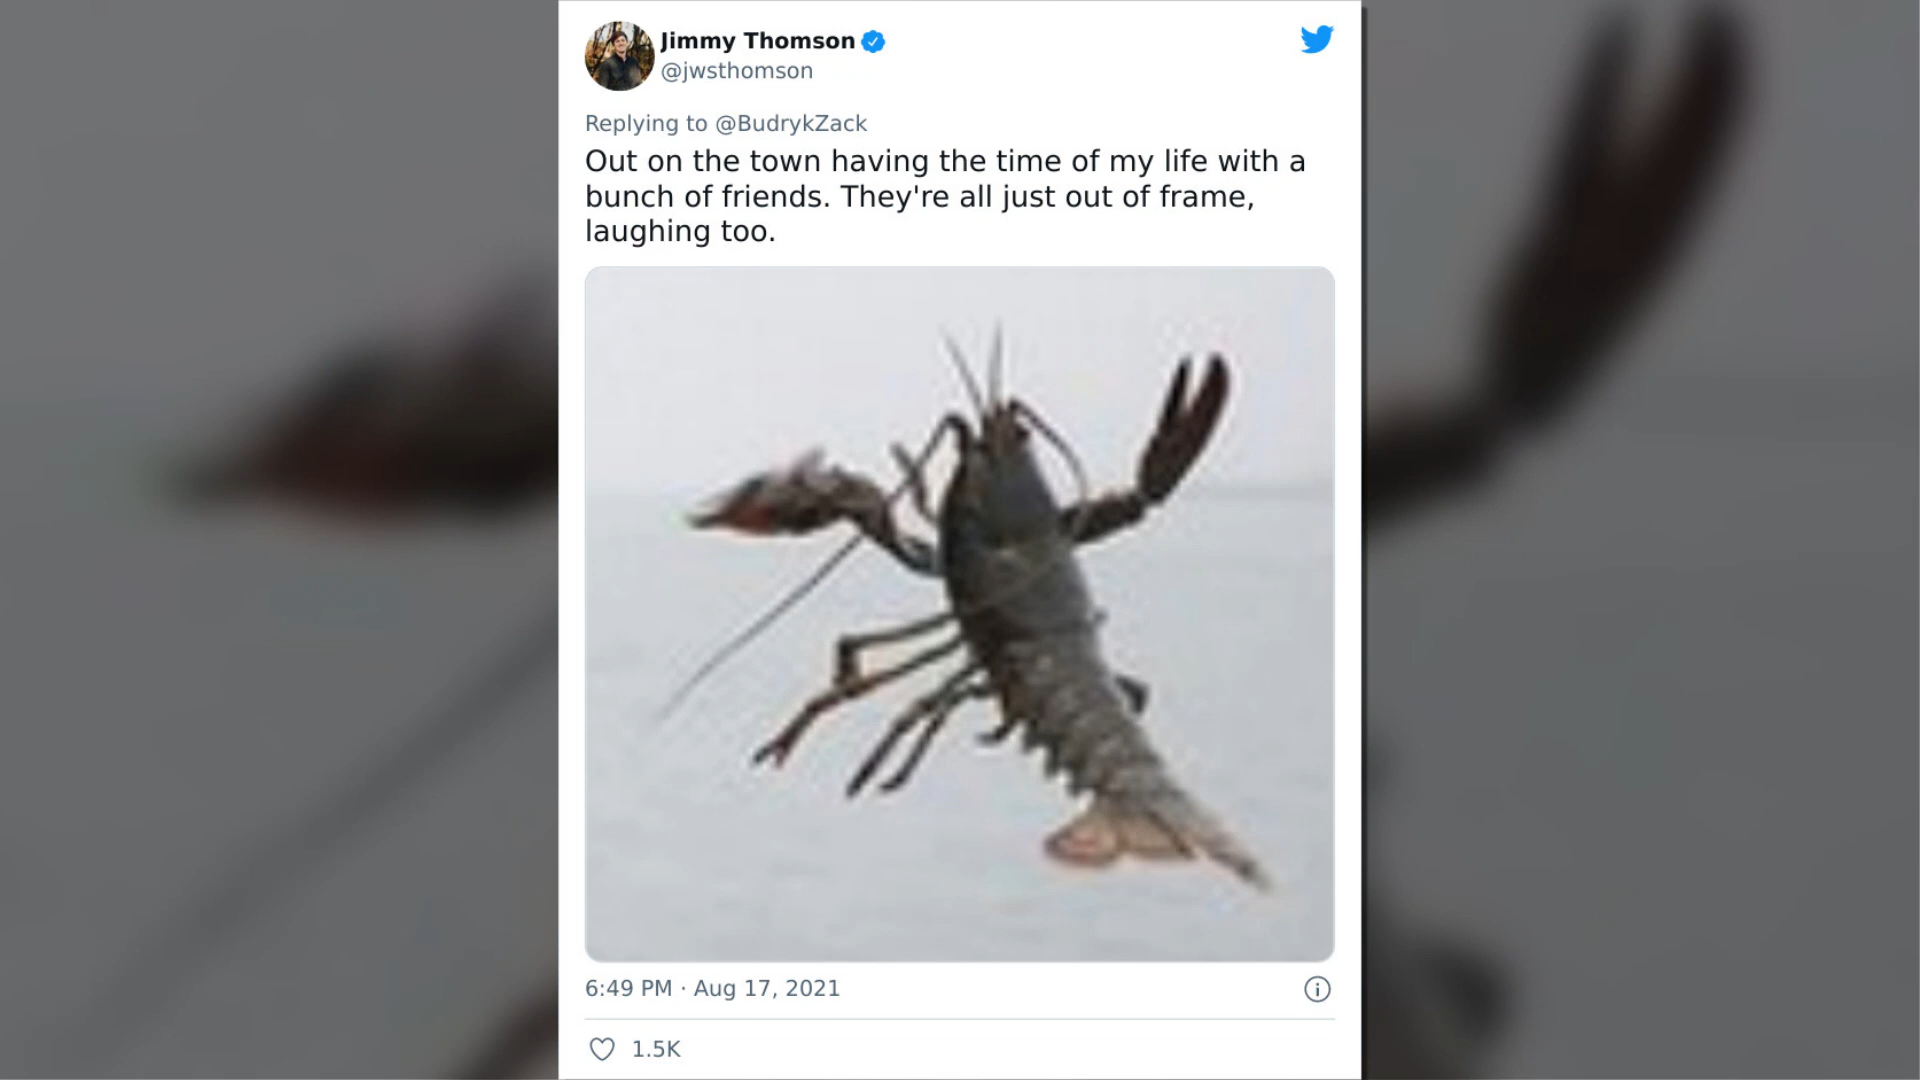 Jimmy Thomson
@jwsthomson
Replying to @BudrykZack
Out on the town having the time of my life with a
bunch of friends. They're all just out of frame,
laughing too.
6:49 PM · Aug 17, 2021
1.5K